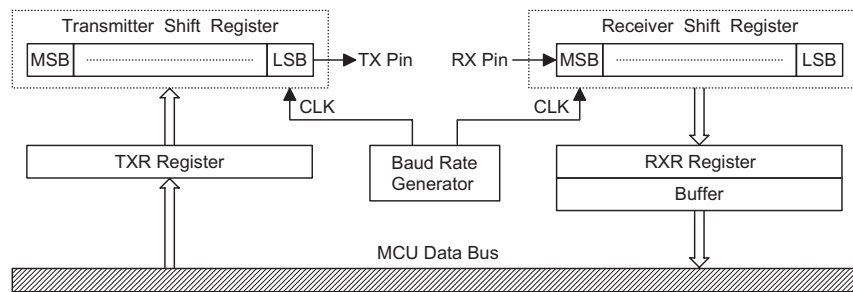 Transmitter Shift Register
MSB LSB
TX Pin
CLK
Receiver Shift Register
RX Pin
MSB LSB
CLK
TXR Register
Baud Rate
Generator
RXR Register
Buffer
MCU Data Bus